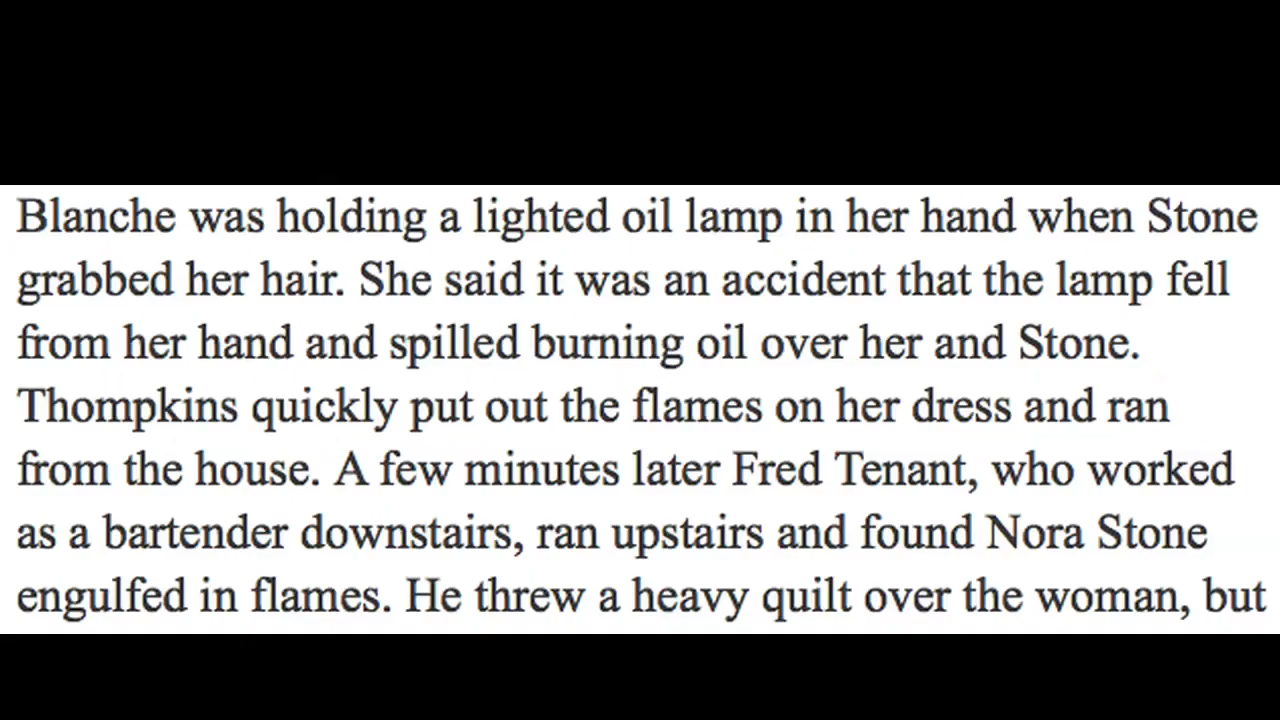 Blanche was holding a lighted oil lamp in her hand when Stone
grabbed her hair. She said it was an accident that the lamp fell
from her hand and spilled burning oil over her and Stone.
Thompkins quickly put out the flames on her dress and ran
from the house. A few minutes later Fred Tenant, who worked
as a bartender downstairs, ran upstairs and found Nora Stone
engulfed in flames. He threw a heavy quilt over the woman, but